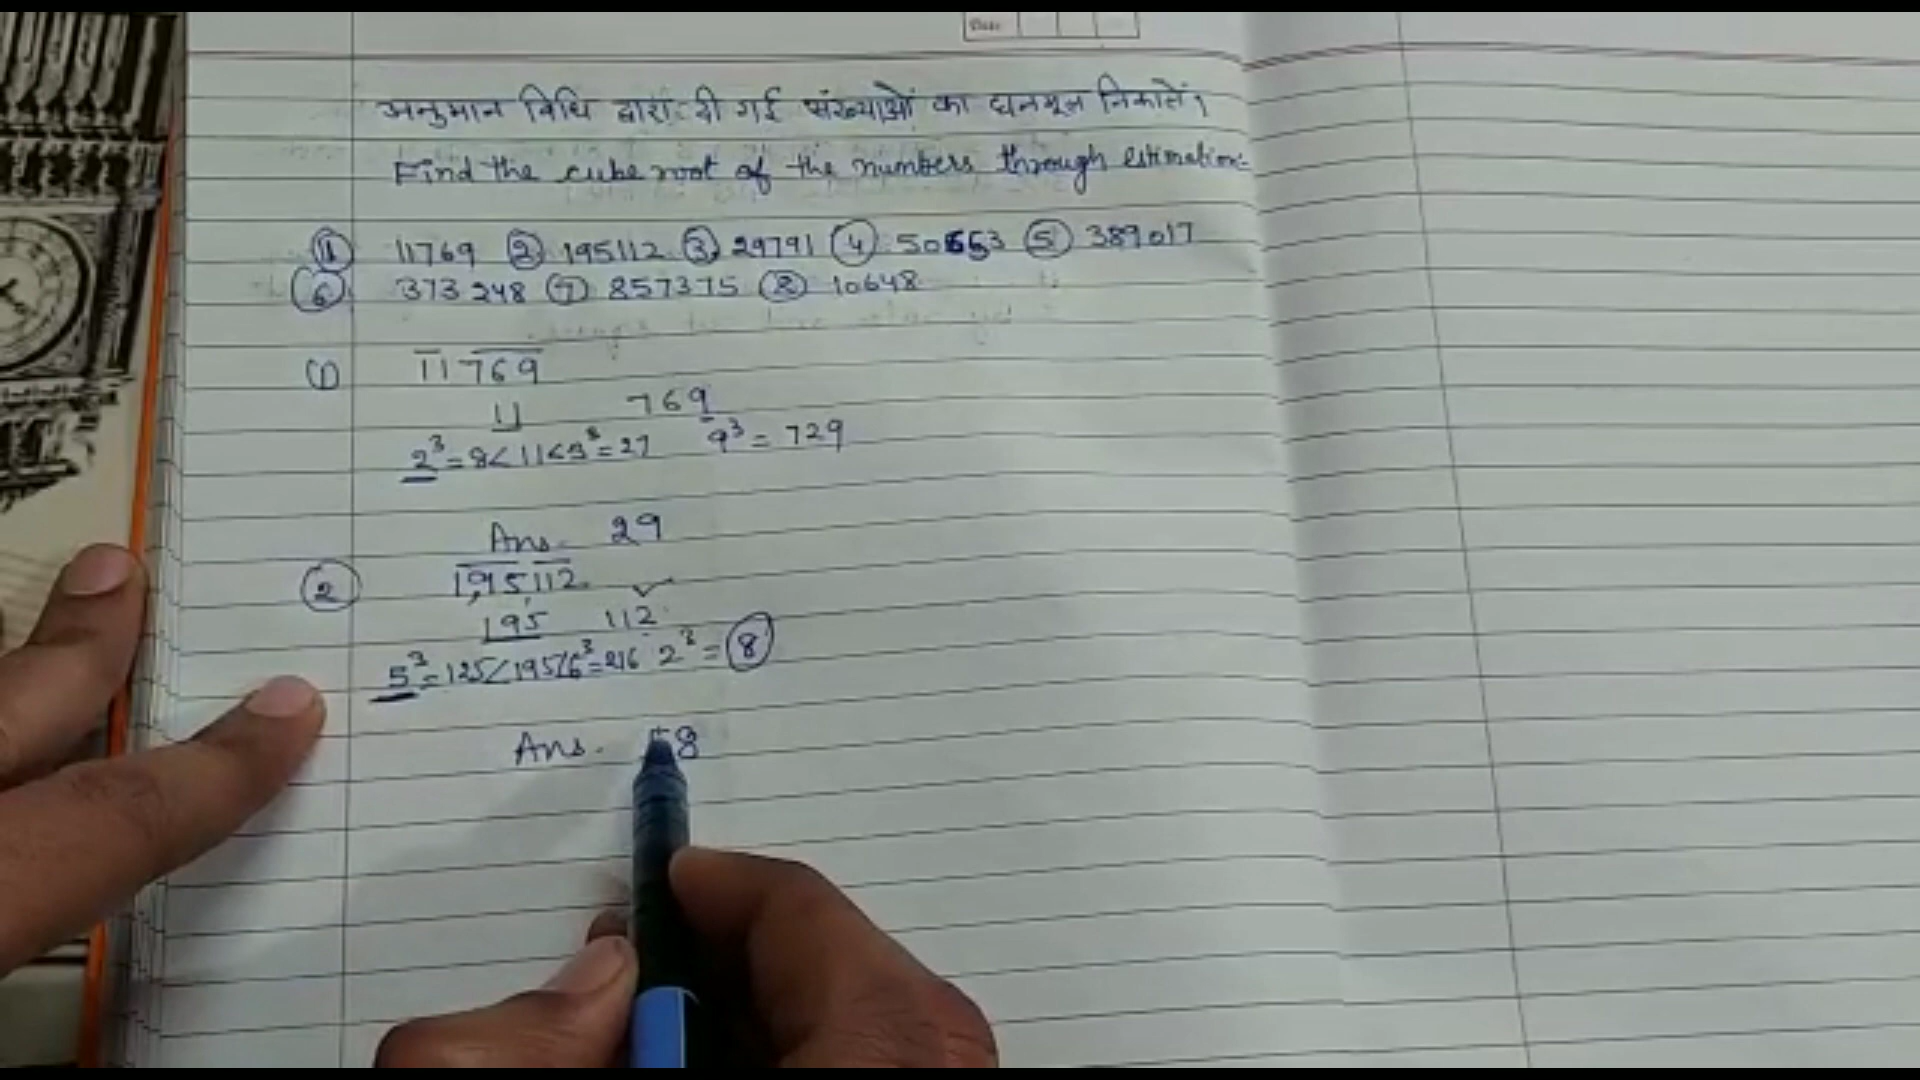 Date
अनुमान विधि द्वारा दी गई संख्याओं का घनमूल निकालें।
Find the cube root of the numbers through estimation:-
① 11769 ② 195112 ③ 29791 ④ 50653 ⑤ 389017
⑥ 373248 ⑦ 857375 ⑧ 10648
① 11769
11 769
2³=8<11<3³=27 9³=729
Ans. 29
② 195112
195 112
5³=125<195<6³=216 2³=8
Ans. 58